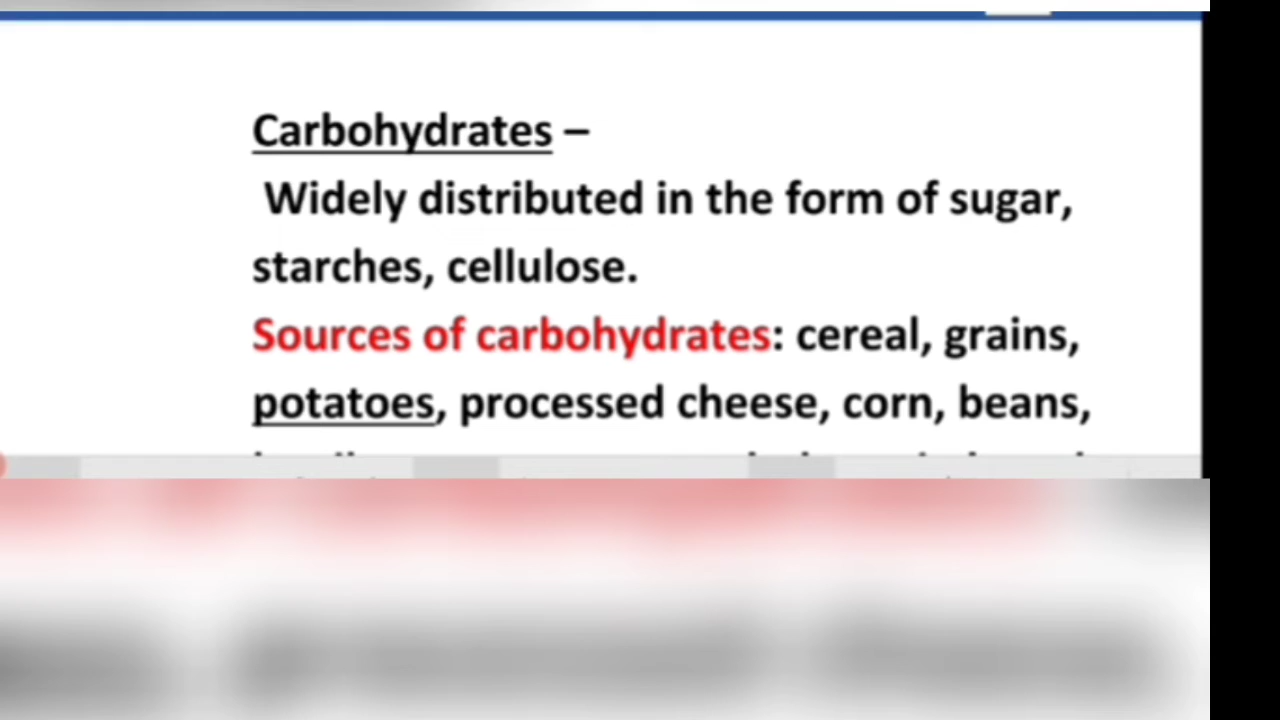 Carbohydrates –
Widely distributed in the form of sugar,
starches, cellulose.
Sources of carbohydrates: cereal, grains,
potatoes, processed cheese, corn, beans,